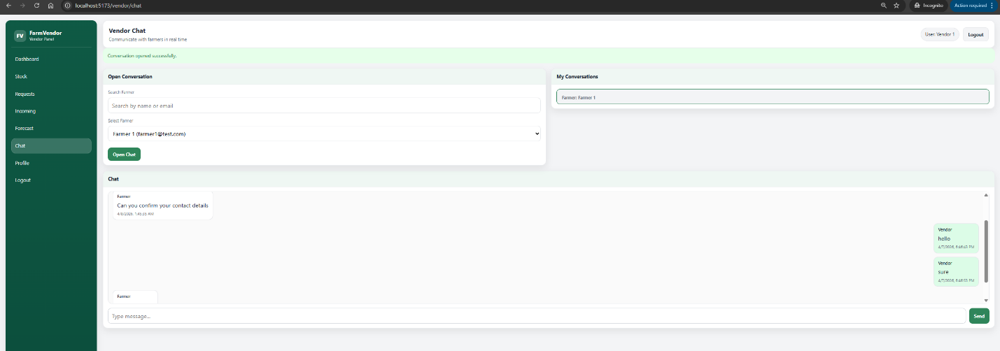 localhost:5173/vendor/chat
Incognito
Action required
FV
FarmVendor
Vendor Panel
Dashboard
Stock
Requests
Incoming
Forecast
Chat
Profile
Logout
Vendor Chat
Communicate with farmers in real time
User: Vendor 1
Logout
Conversation opened successfully.
Open Conversation
Search Farmer
Search by name or email
Select Farmer
Farmer 1 (farmer1@test.com)
Open Chat
My Conversations
Farmer: Farmer 1
Chat
Farmer
Can you confirm your contact details
4/8/2026, 1:45:35 AM
Vendor
hello
4/7/2026, 6:46:43 PM
Vendor
sure
4/7/2026, 6:46:53 PM
Farmer
Type message...
Send